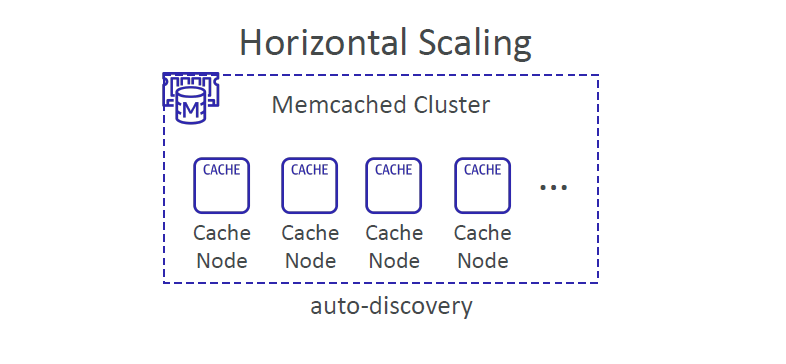 Horizontal Scaling
M
Memcached Cluster
CACHE CACHE CACHE CACHE ...
Cache Cache Cache Cache
Node Node Node Node
auto-discovery